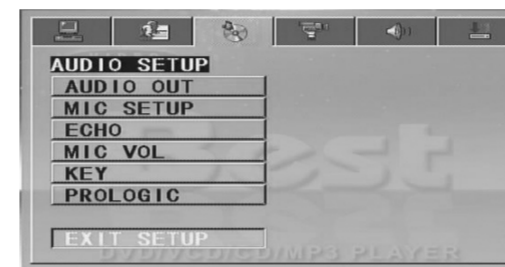 AUDIO SETUP
AUDIO OUT
MIC SETUP
ECHO
MIC VOL
KEY
PROLOGIC
EXIT SETUP
Best
DVD/VCD/CD/MP3 PLAYER